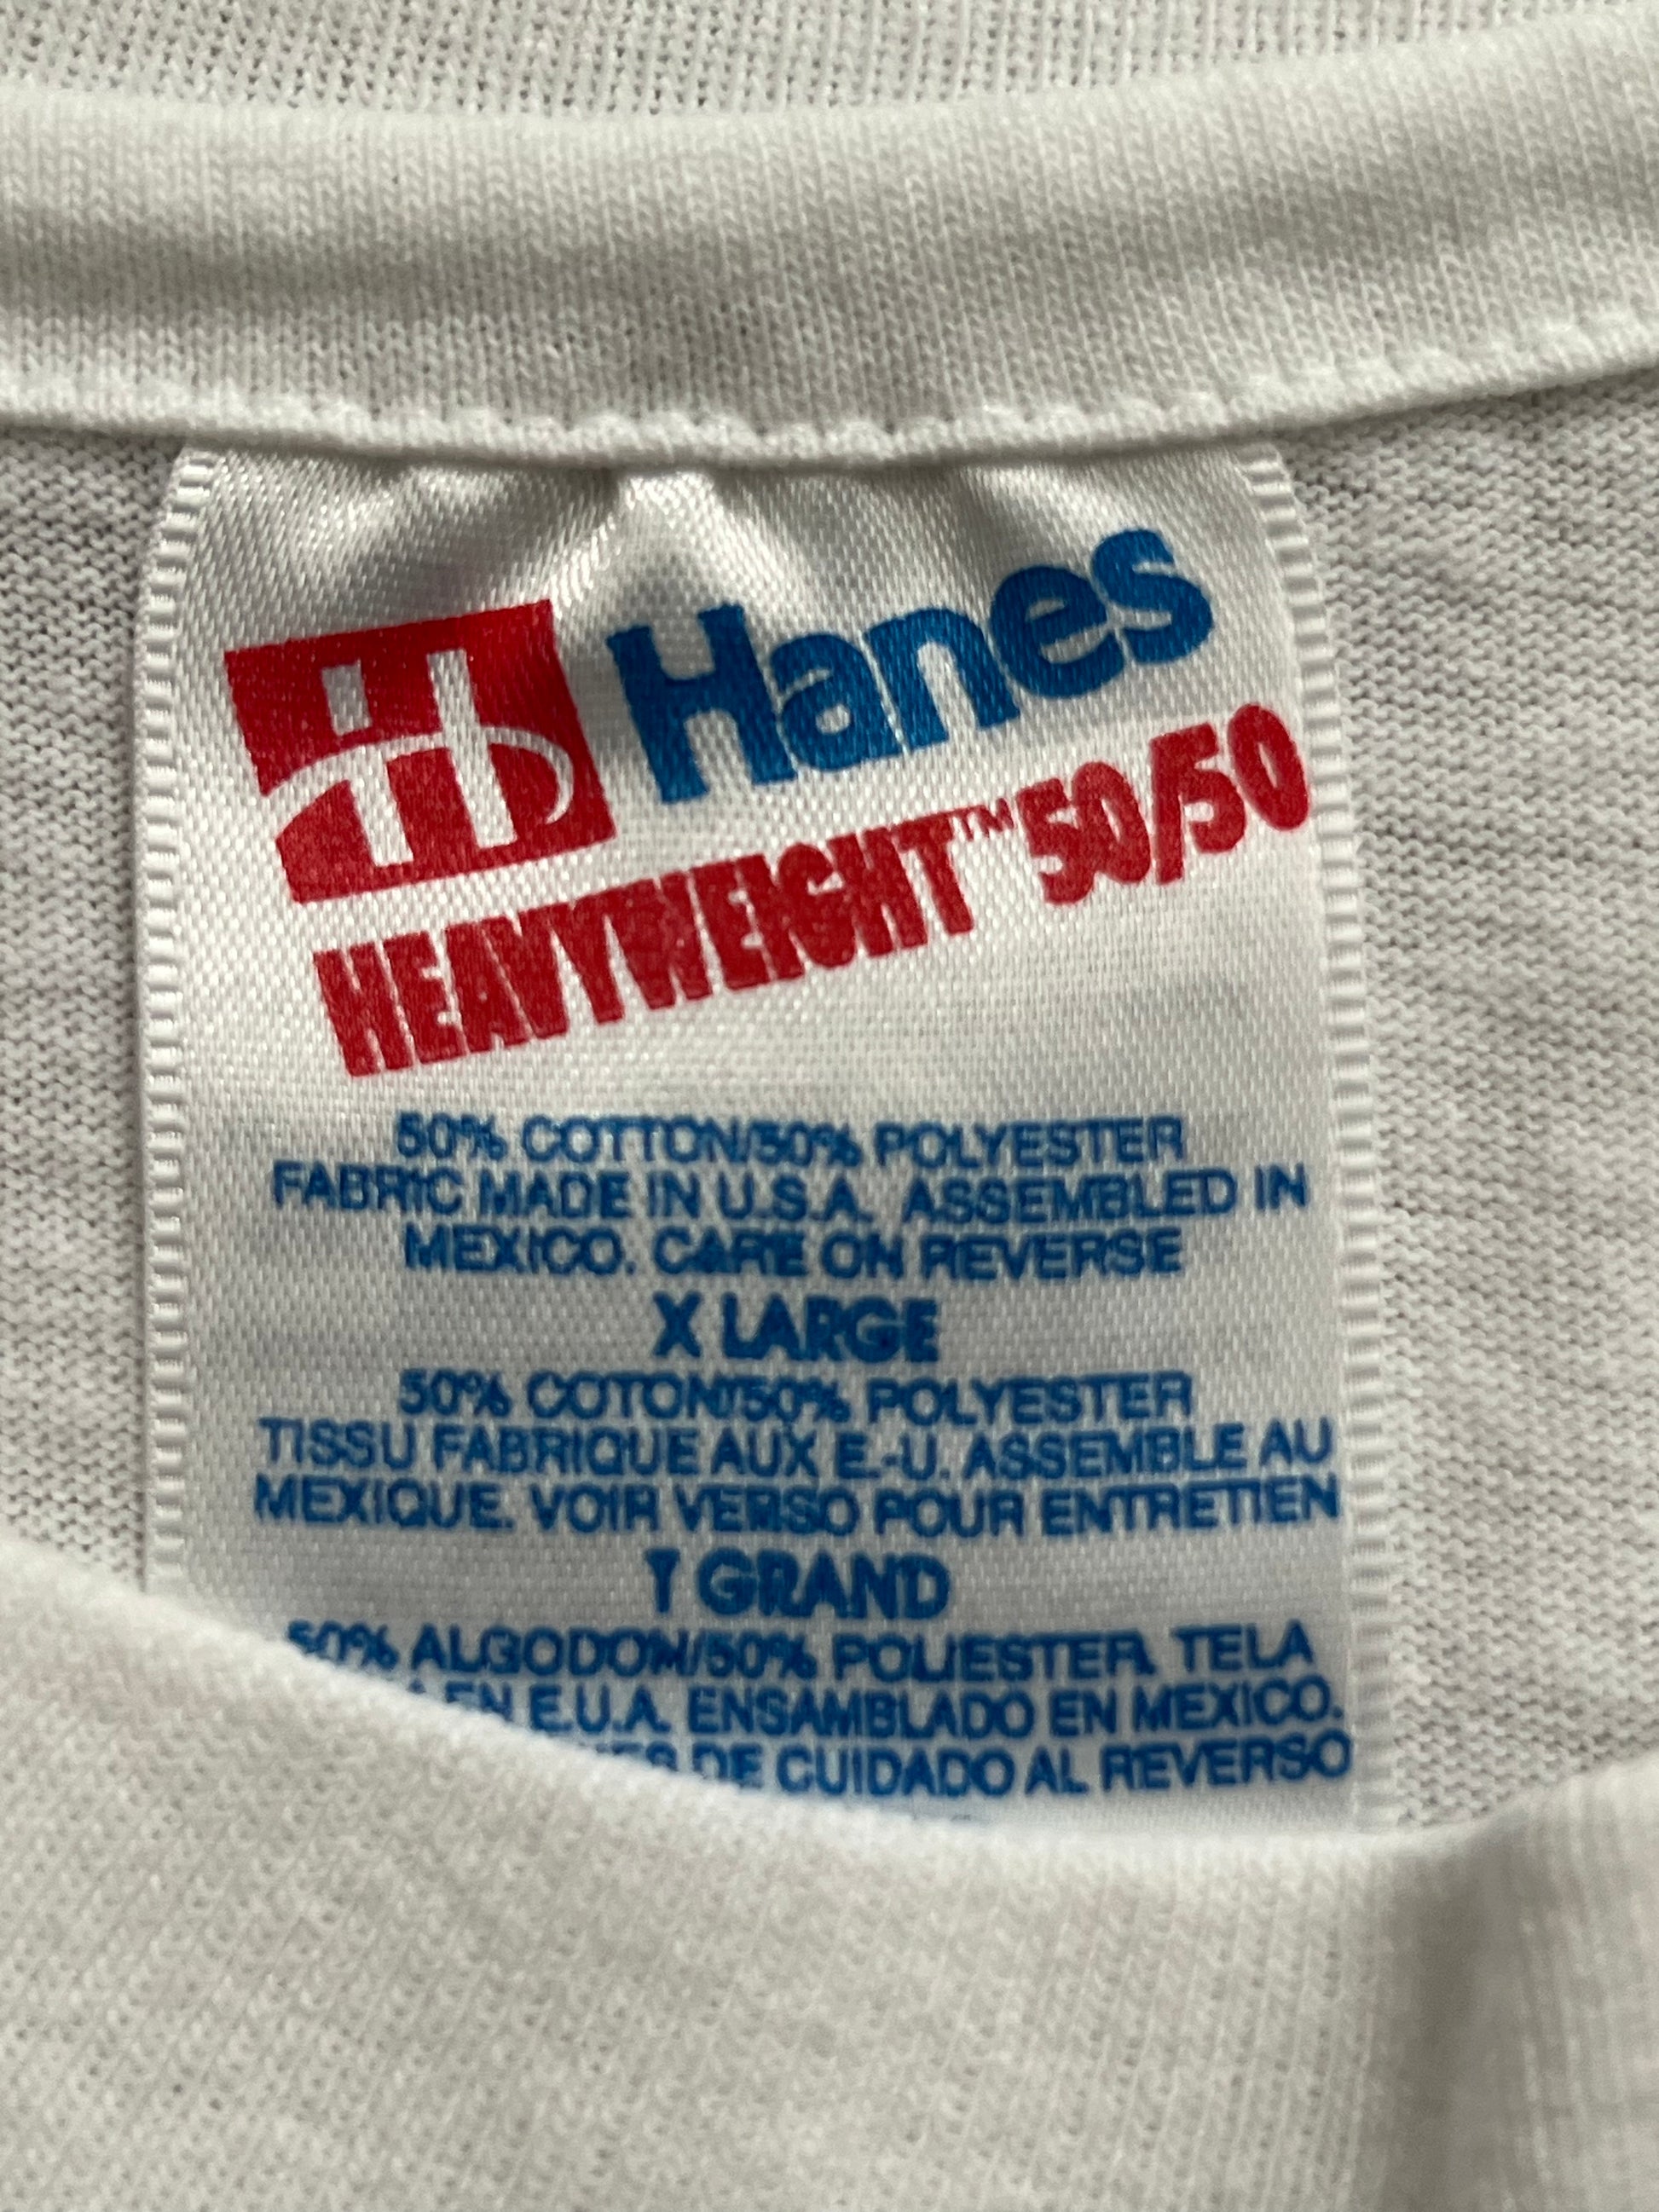 Hanes
HEAVYWEIGHT™ 50/50
50% COTTON/50% POLYESTER
FABRIC MADE IN U.S.A. ASSEMBLED IN
MEXICO. CARE ON REVERSE
X LARGE
50% COTON/50% POLYESTER
TISSU FABRIQUE AUX E.-U. ASSEMBLE AU
MEXIQUE. VOIR VERSO POUR ENTRETIEN
T GRAND
50% ALGODON/50% POLIESTER. TELA
EN E.U.A. ENSAMBLADO EN MEXICO.
DE CUIDADO AL REVERSO